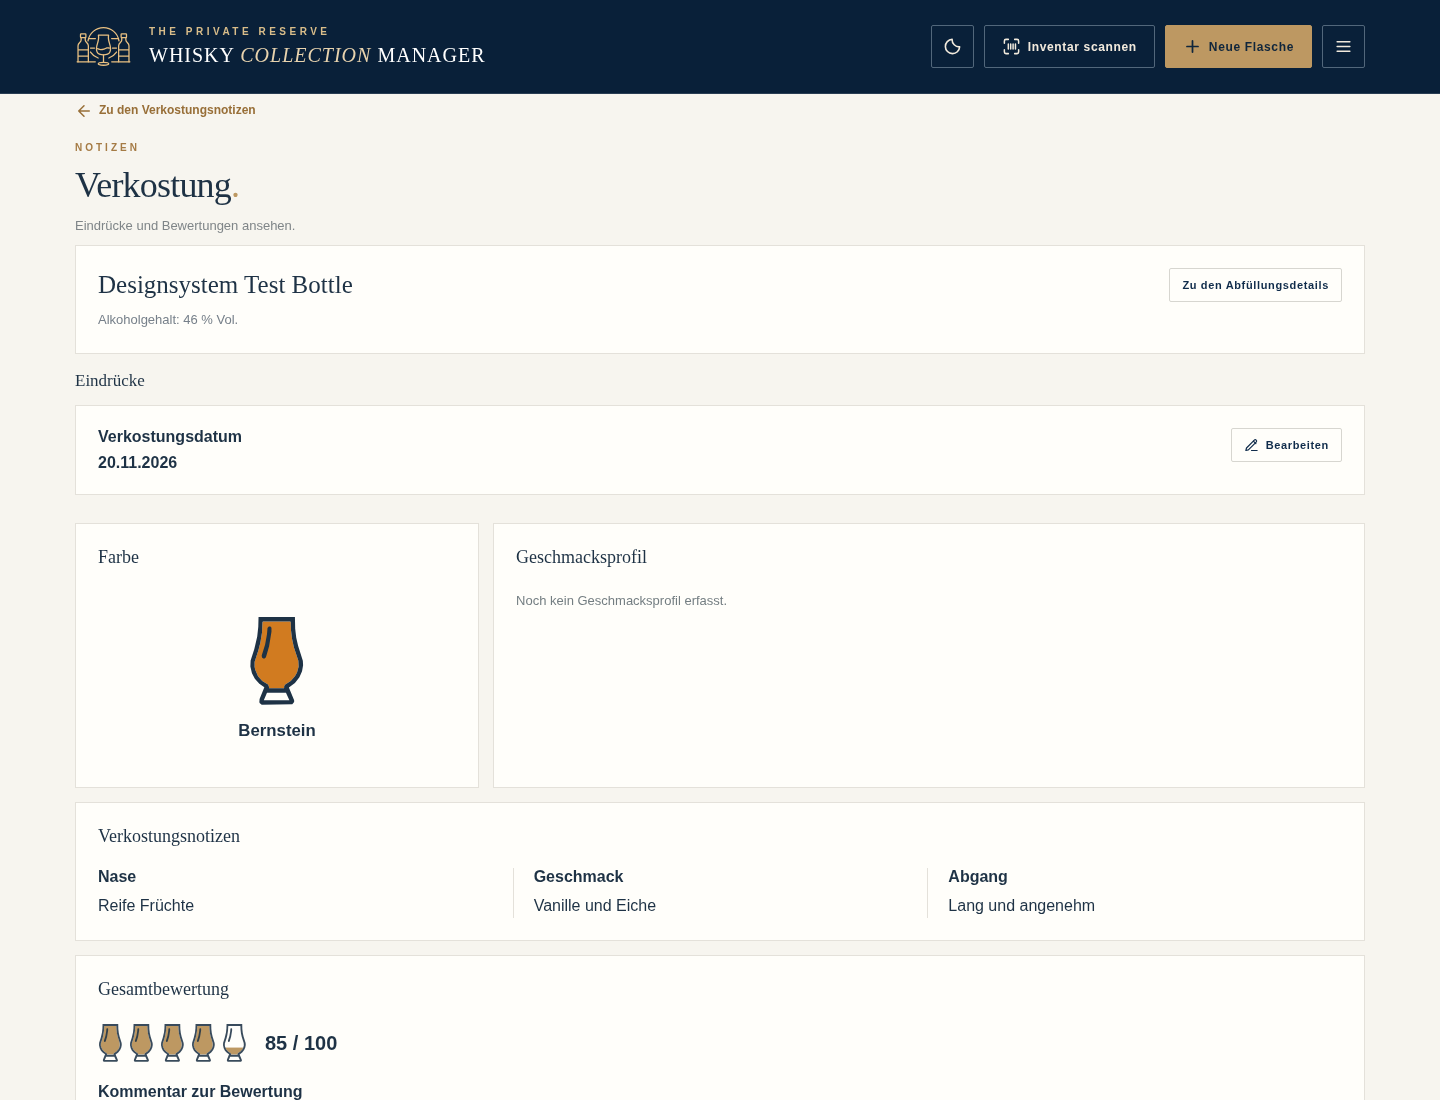 THE PRIVATE RESERVE
WHISKY COLLECTION MANAGER
Inventar scannen
Neue Flasche
Zu den Verkostungsnotizen
NOTIZEN
Verkostung.
Eindrücke und Bewertungen ansehen.
Designsystem Test Bottle
Zu den Abfüllungsdetails
Alkoholgehalt: 46 % Vol.
Eindrücke
Verkostungsdatum
20.11.2026
Bearbeiten
Farbe
Bernstein
Geschmacksprofil
Noch kein Geschmacksprofil erfasst.
Verkostungsnotizen
Nase
Reife Früchte
Geschmack
Vanille und Eiche
Abgang
Lang und angenehm
Gesamtbewertung
85 / 100
Kommentar zur Bewertung